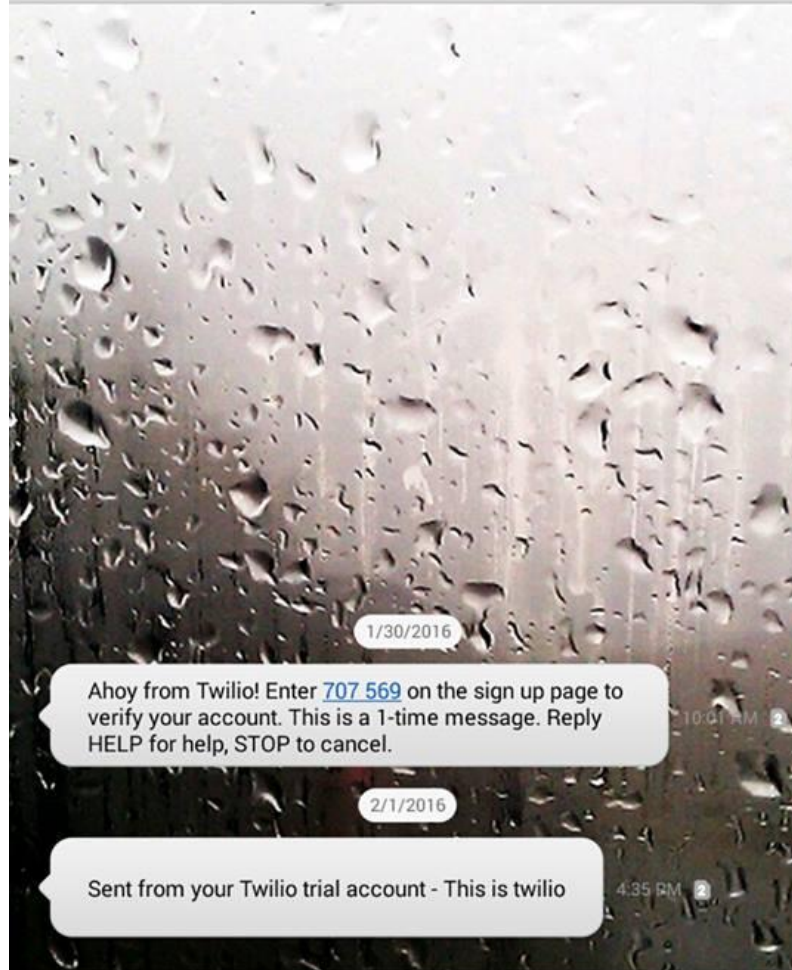 1/30/2016
Ahoy from Twilio! Enter 707 569 on the sign up page to
verify your account. This is a 1-time message. Reply
HELP for help, STOP to cancel.
10:01 AM 2
2/1/2016
Sent from your Twilio trial account - This is twilio
4:35 PM 2